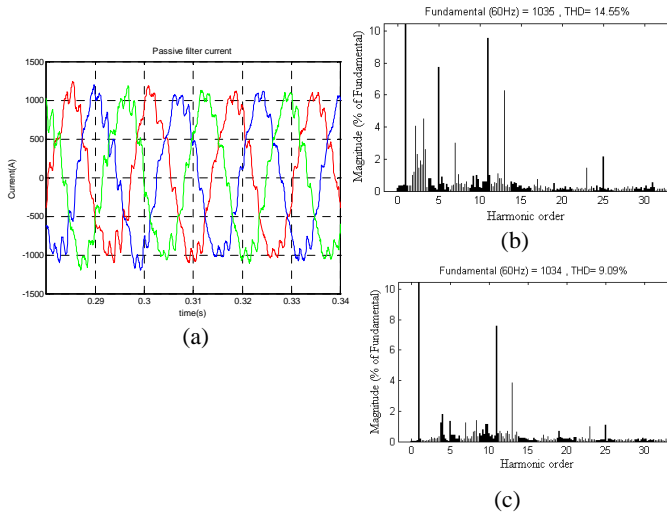 Passive filter current
Current(A)
1500
1000
500
0
-500
-1000
-1500
0.29 0.3 0.31 0.32 0.33 0.34
time(s)
(a)
Fundamental (60Hz) = 1035 , THD= 14.55%
Magnitude (% of Fundamental)
10
8
6
4
2
0
0 5 10 15 20 25 30
Harmonic order
(b)
Fundamental (60Hz) = 1034 , THD= 9.09%
Magnitude (% of Fundamental)
10
8
6
4
2
0
0 5 10 15 20 25 30
Harmonic order
(c)